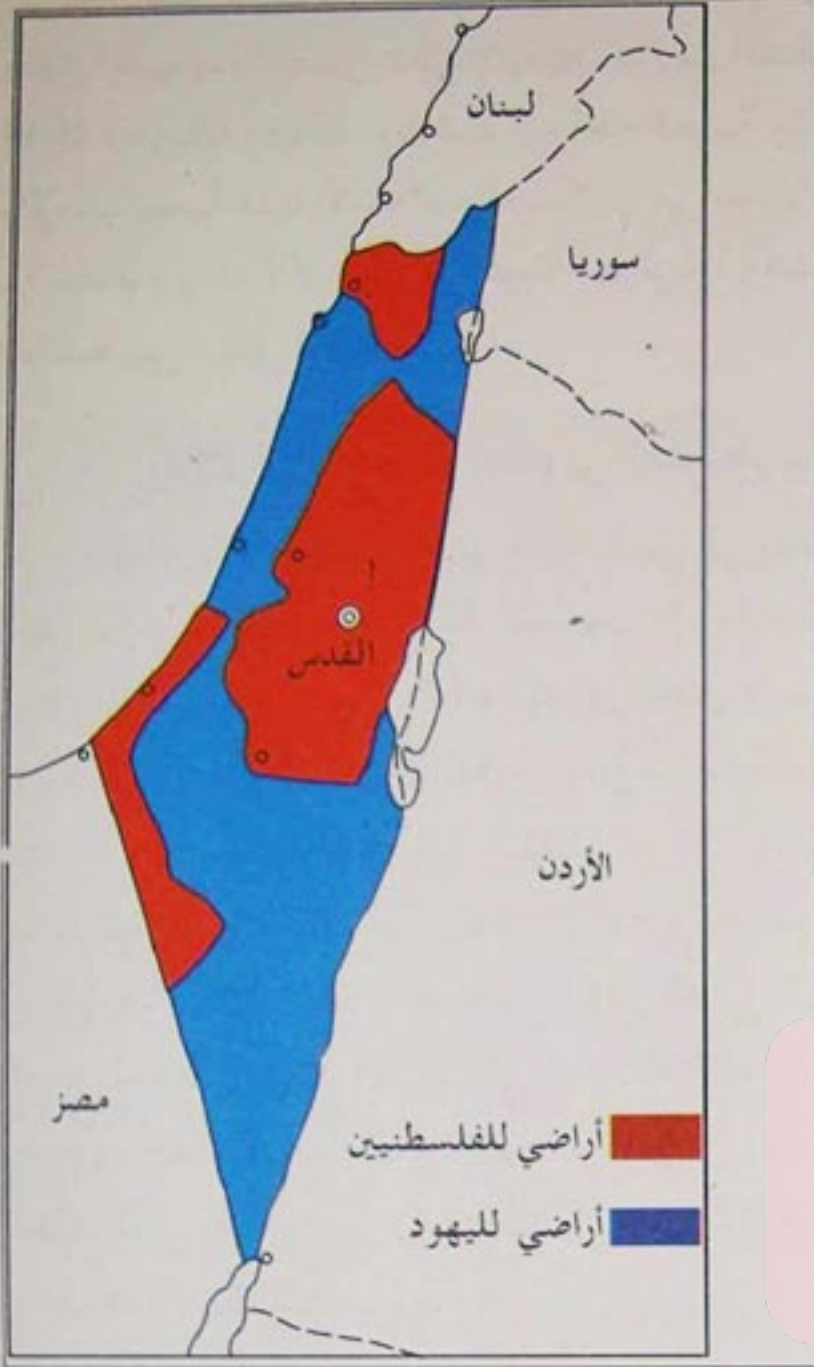 لبنان
سوريا
القدس
الأردن
مصر
أراضي للفلسطنيين
أراضي لليهود